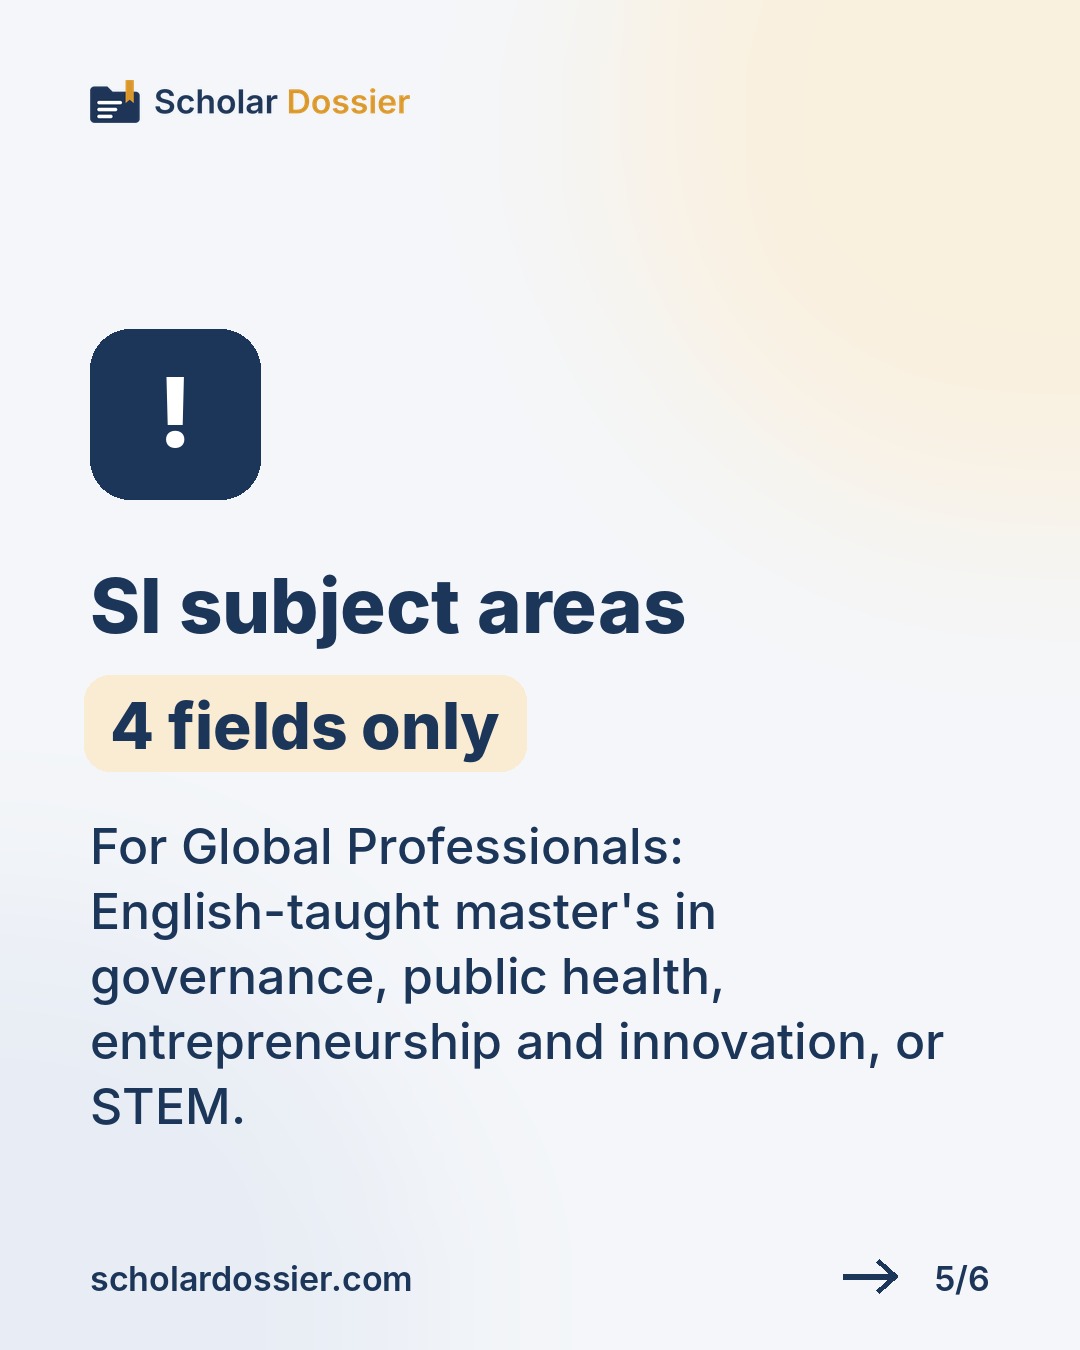 Scholar Dossier
!
SI subject areas
4 fields only
For Global Professionals:
English-taught master's in
governance, public health,
entrepreneurship and innovation, or
STEM.
scholardossier.com
5/6